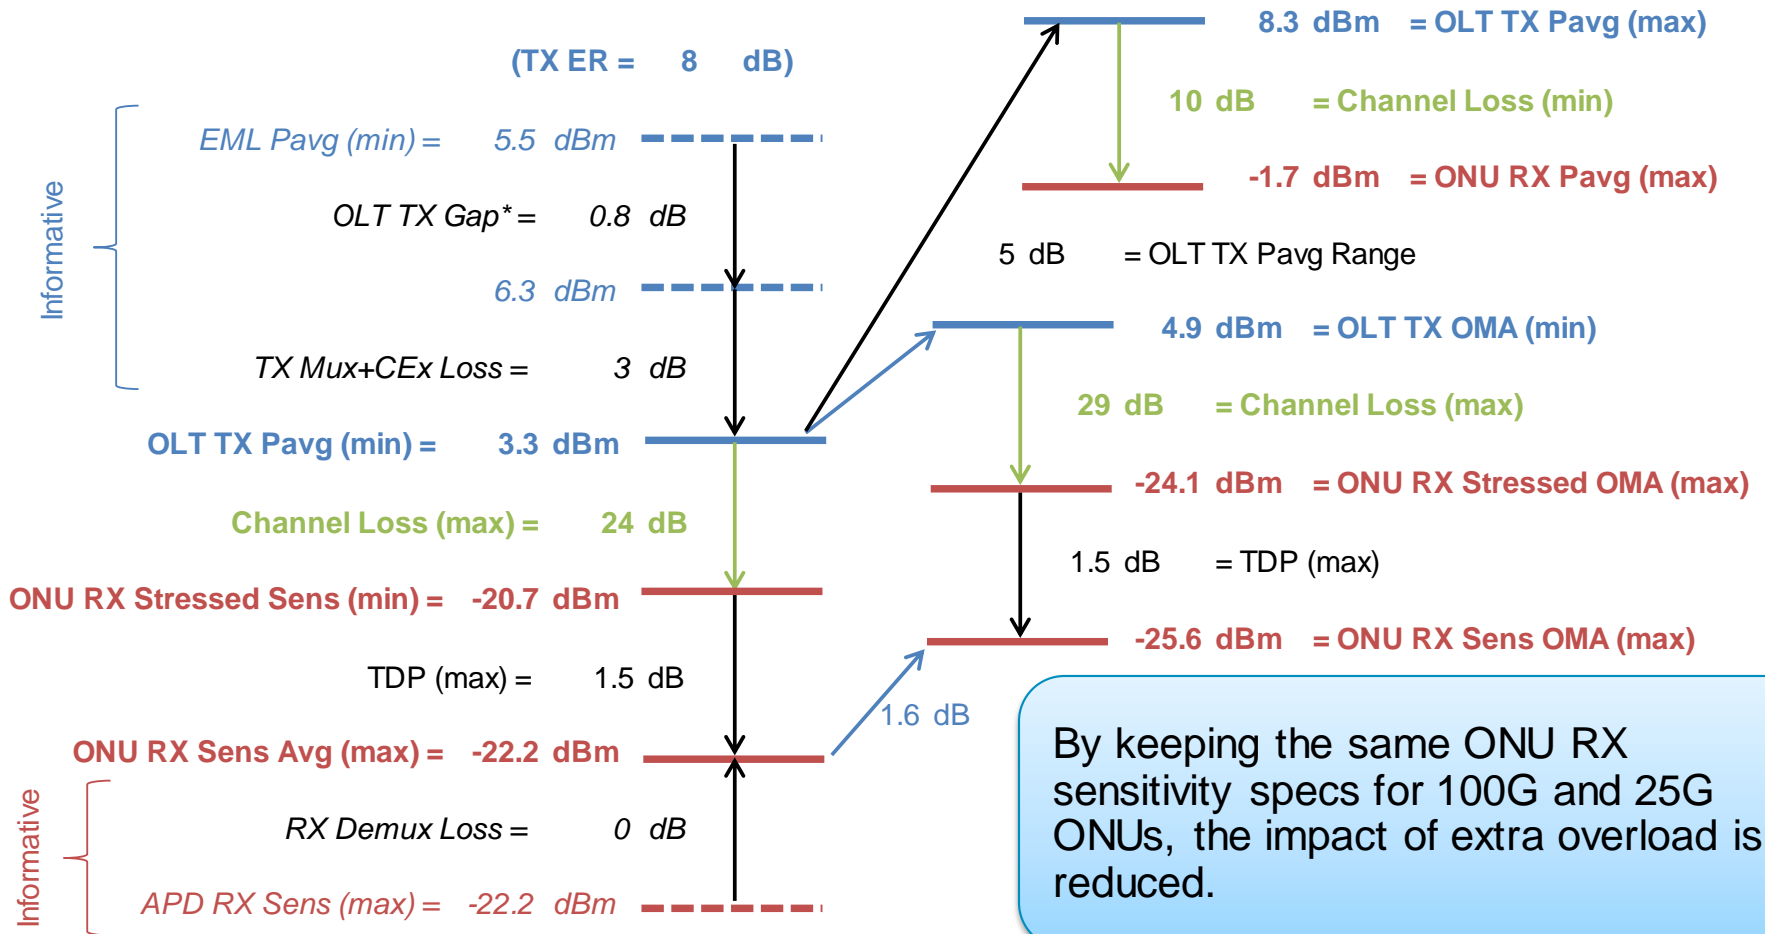 (TX ER = 8 dB)
Informative
EML Pavg (min) = 5.5 dBm
OLT TX Gap* = 0.8 dB
6.3 dBm
TX Mux+CEx Loss = 3 dB
OLT TX Pavg (min) = 3.3 dBm
Channel Loss (max) = 24 dB
ONU RX Stressed Sens (min) = -20.7 dBm
TDP (max) = 1.5 dB
ONU RX Sens Avg (max) = -22.2 dBm
Informative
RX Demux Loss = 0 dB
APD RX Sens (max) = -22.2 dBm
8.3 dBm = OLT TX Pavg (max)
10 dB = Channel Loss (min)
-1.7 dBm = ONU RX Pavg (max)
5 dB = OLT TX Pavg Range
4.9 dBm = OLT TX OMA (min)
29 dB = Channel Loss (max)
-24.1 dBm = ONU RX Stressed OMA (max)
1.5 dB = TDP (max)
-25.6 dBm = ONU RX Sens OMA (max)
1.6 dB
By keeping the same ONU RX
sensitivity specs for 100G and 25G
ONUs, the impact of extra overload is
reduced.